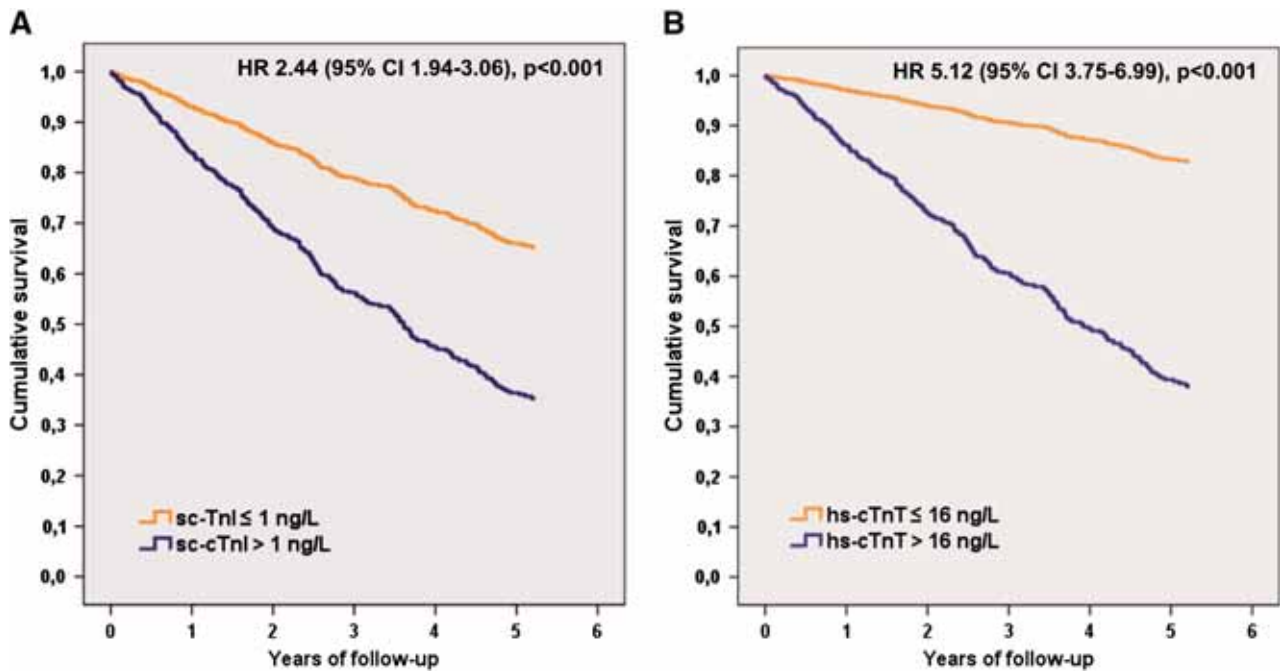 A
HR 2.44 (95% CI 1.94-3.06), p<0.001
1,0
0,9
0,8
0,7
0,6
0,5
0,4
0,3
0,2
0,1
0,0
Cumulative survival
sc-TnI ≤ 1 ng/L
sc-cTnI > 1 ng/L
0 1 2 3 4 5 6
Years of follow-up
B
HR 5.12 (95% CI 3.75-6.99), p<0.001
1,0
0,9
0,8
0,7
0,6
0,5
0,4
0,3
0,2
0,1
0,0
Cumulative survival
hs-cTnT ≤ 16 ng/L
hs-cTnT > 16 ng/L
0 1 2 3 4 5 6
Years of follow-up